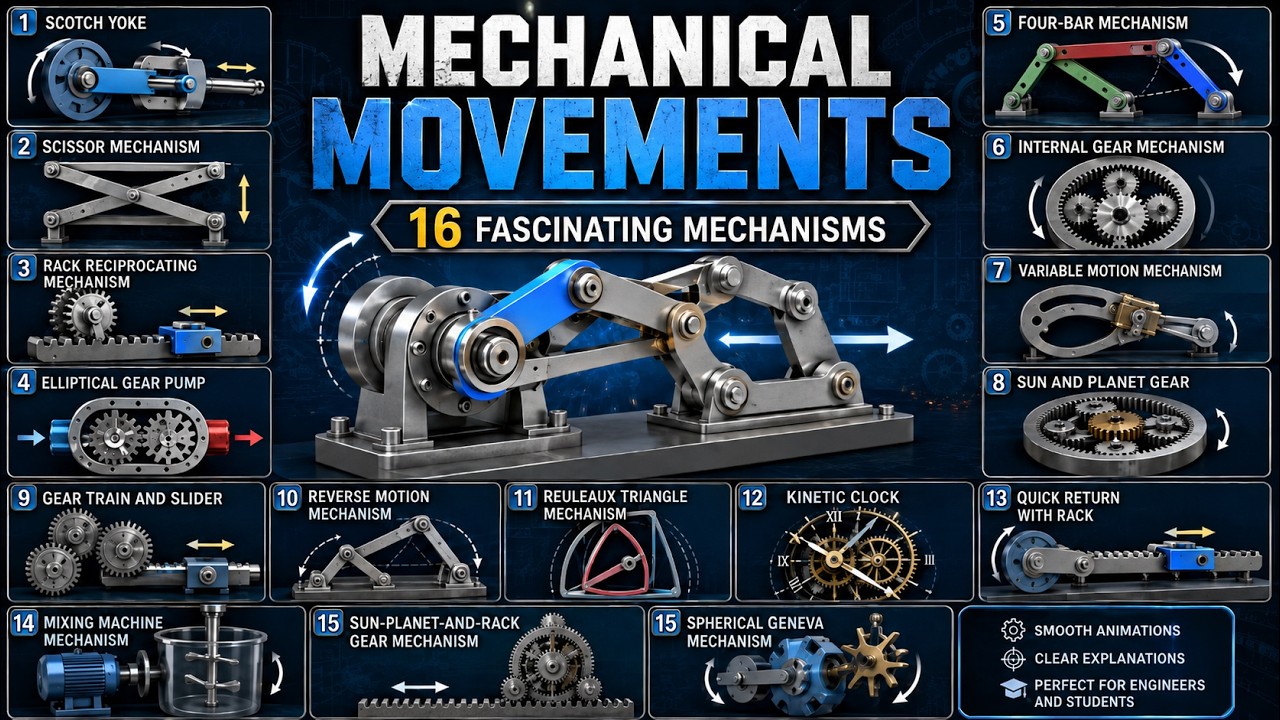 MECHANICAL
MOVEMENTS
16 FASCINATING MECHANISMS
1 SCOTCH YOKE
2 SCISSOR MECHANISM
3 RACK RECIPROCATING
MECHANISM
4 ELLIPTICAL GEAR PUMP
5 FOUR-BAR MECHANISM
6 INTERNAL GEAR MECHANISM
7 VARIABLE MOTION MECHANISM
8 SUN AND PLANET GEAR
9 GEAR TRAIN AND SLIDER
10 REVERSE MOTION
MECHANISM
11 REULEAUX TRIANGLE
MECHANISM
12 KINETIC CLOCK
XII
IX
III
13 QUICK RETURN
WITH RACK
14 MIXING MACHINE
MECHANISM
15 SUN-PLANET-AND-RACK
GEAR MECHANISM
15 SPHERICAL GENEVA
MECHANISM
SMOOTH ANIMATIONS
CLEAR EXPLANATIONS
PERFECT FOR ENGINEERS
AND STUDENTS